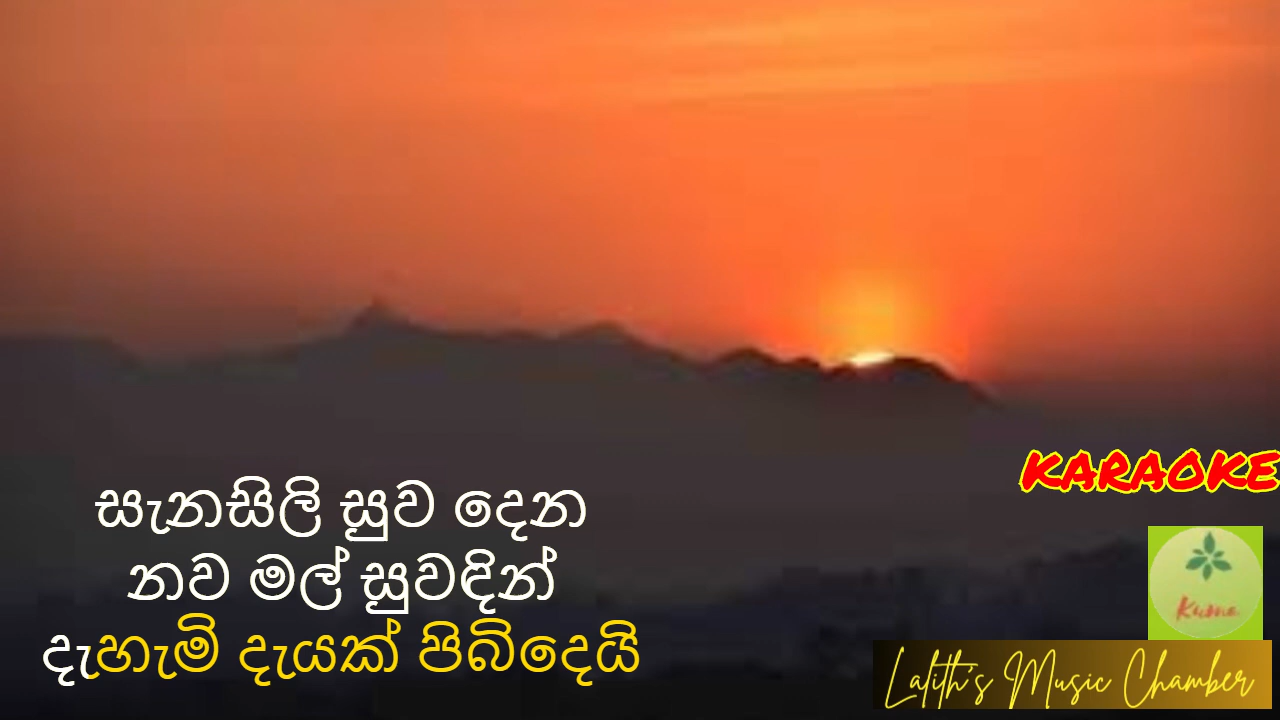 සැනසිලි සුව දෙන
නව මල් සුවඳින්
දැහැමි දැයක් පිබිදෙයි
KARAOKE
Kusma
Lalith's Music Chamber